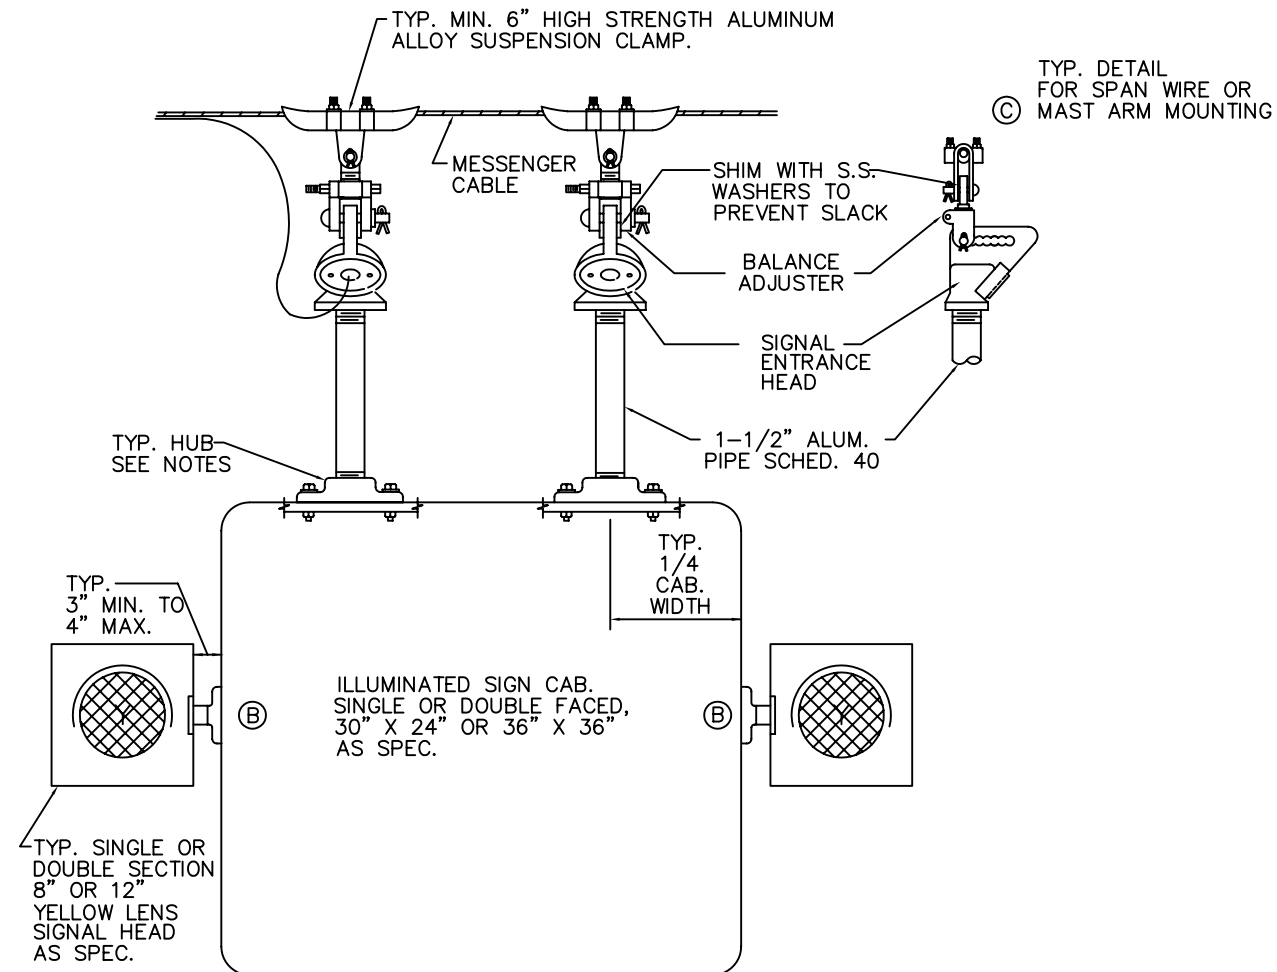 TYP. MIN. 6” HIGH STRENGTH ALUMINUM
ALLOY SUSPENSION CLAMP.
TYP. DETAIL
FOR SPAN WIRE OR
C MAST ARM MOUNTING
MESSENGER
CABLE
SHIM WITH S.S.
WASHERS TO
PREVENT SLACK
BALANCE
ADJUSTER
SIGNAL
ENTRANCE
HEAD
TYP. HUB
SEE NOTES
1–1/2” ALUM.
PIPE SCHED. 40
TYP.
1/4
CAB.
WIDTH
TYP.
3” MIN. TO
4” MAX.
ILLUMINATED SIGN CAB.
SINGLE OR DOUBLE FACED,
30” X 24” OR 36” X 36”
AS SPEC.
Y
B
B
Y
TYP. SINGLE OR
DOUBLE SECTION
8” OR 12”
YELLOW LENS
SIGNAL HEAD
AS SPEC.